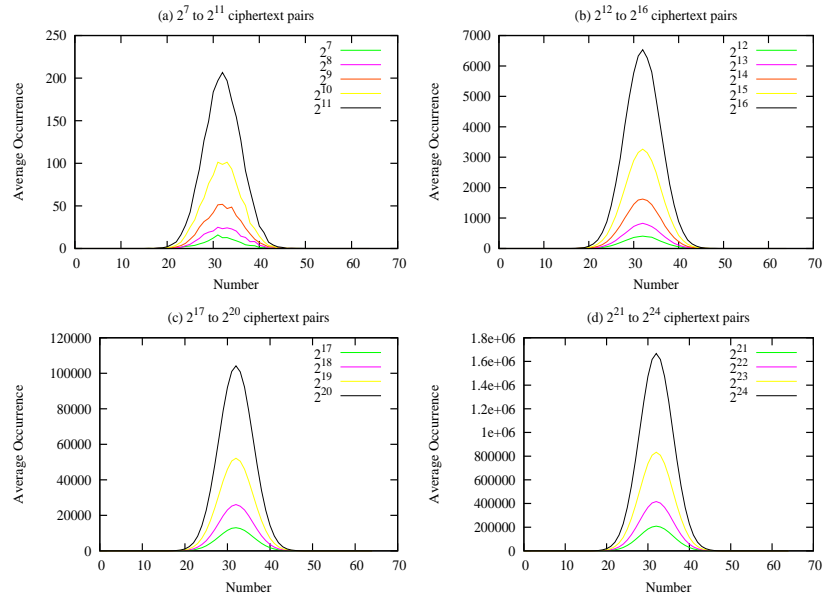 (a) 2^7 to 2^11 ciphertext pairs
250
200
150
100
50
0
0 10 20 30 40 50 60 70
Average Occurrence
Number
2^7
2^8
2^9
2^10
2^11
(b) 2^12 to 2^16 ciphertext pairs
7000
6000
5000
4000
3000
2000
1000
0
0 10 20 30 40 50 60 70
Average Occurrence
Number
2^12
2^13
2^14
2^15
2^16
(c) 2^17 to 2^20 ciphertext pairs
120000
100000
80000
60000
40000
20000
0
0 10 20 30 40 50 60 70
Average Occurrence
Number
2^17
2^18
2^19
2^20
(d) 2^21 to 2^24 ciphertext pairs
1.8e+06
1.6e+06
1.4e+06
1.2e+06
1e+06
800000
600000
400000
200000
0
0 10 20 30 40 50 60 70
Average Occurrence
Number
2^21
2^22
2^23
2^24